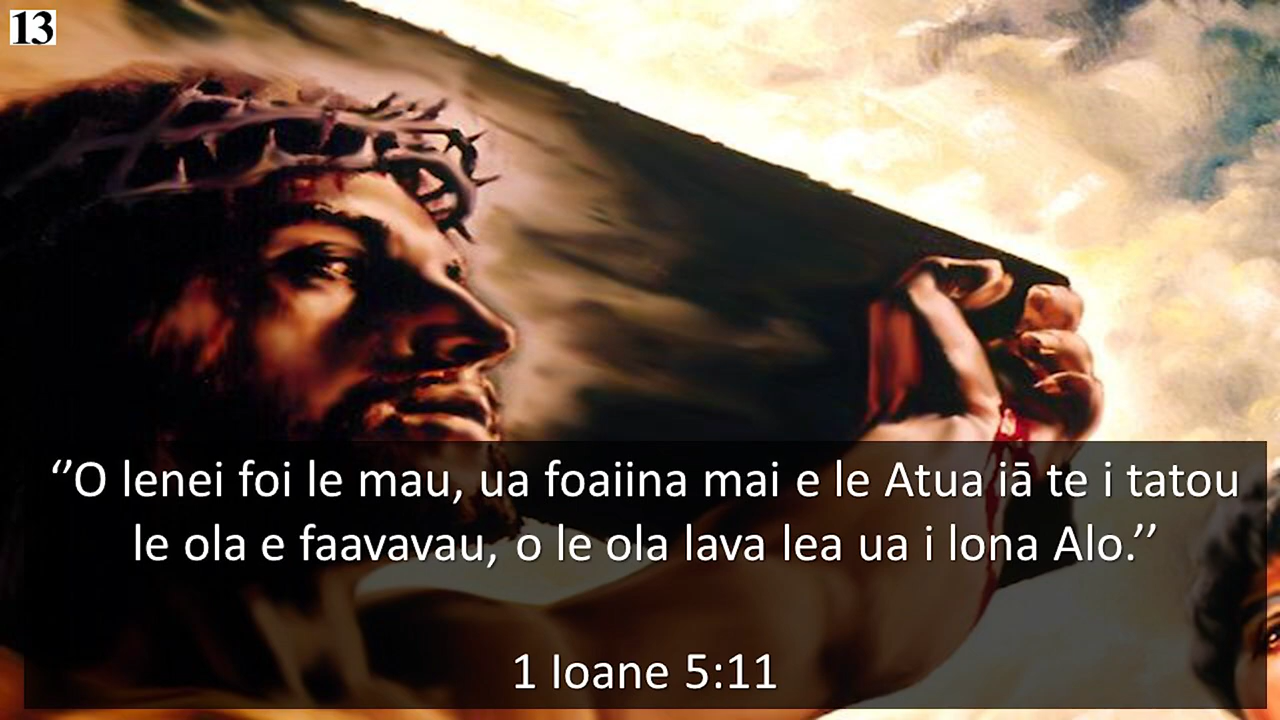 13
‘’O lenei foi le mau, ua foaiina mai e le Atua iā te i tatou
le ola e faavavau, o le ola lava lea ua i lona Alo.’’
1 Ioane 5:11